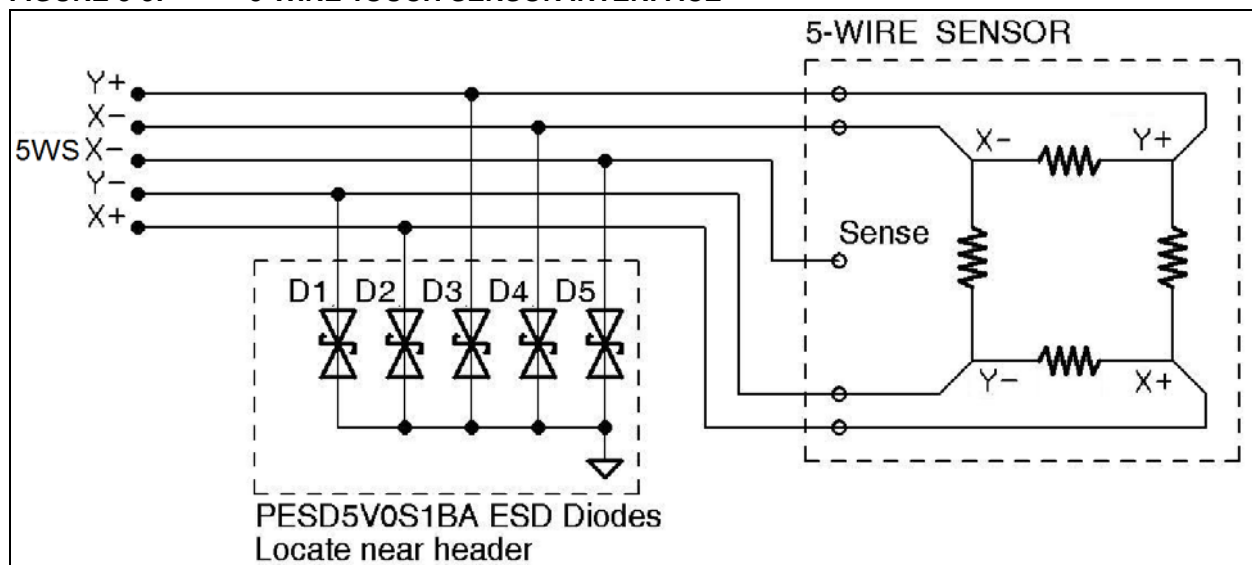 5-WIRE SENSOR
Y+
X-
5WS X-
Y-
X+
X- Y+
Sense
D1 D2 D3 D4 D5
Y- X+
PESD5V0S1BA ESD Diodes
Locate near header